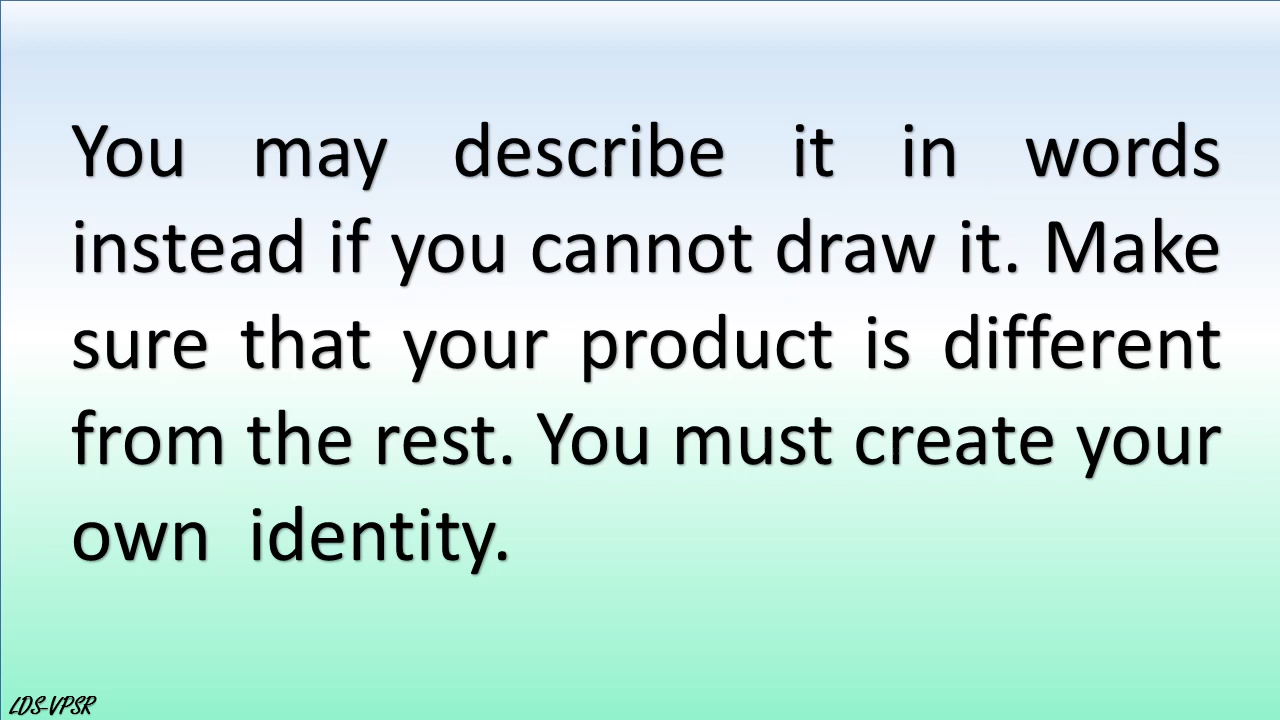 You may describe it in words
instead if you cannot draw it. Make
sure that your product is different
from the rest. You must create your
own identity.
LDS-VPSR